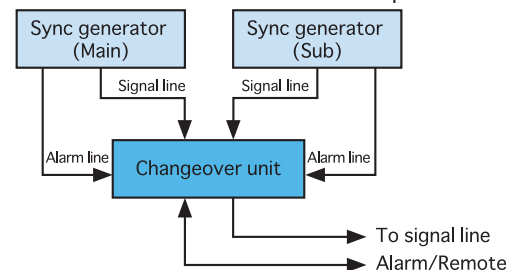 Sync generator
(Main)
Sync generator
(Sub)
Signal line
Signal line
Alarm line
Alarm line
Changeover unit
To signal line
Alarm/Remote